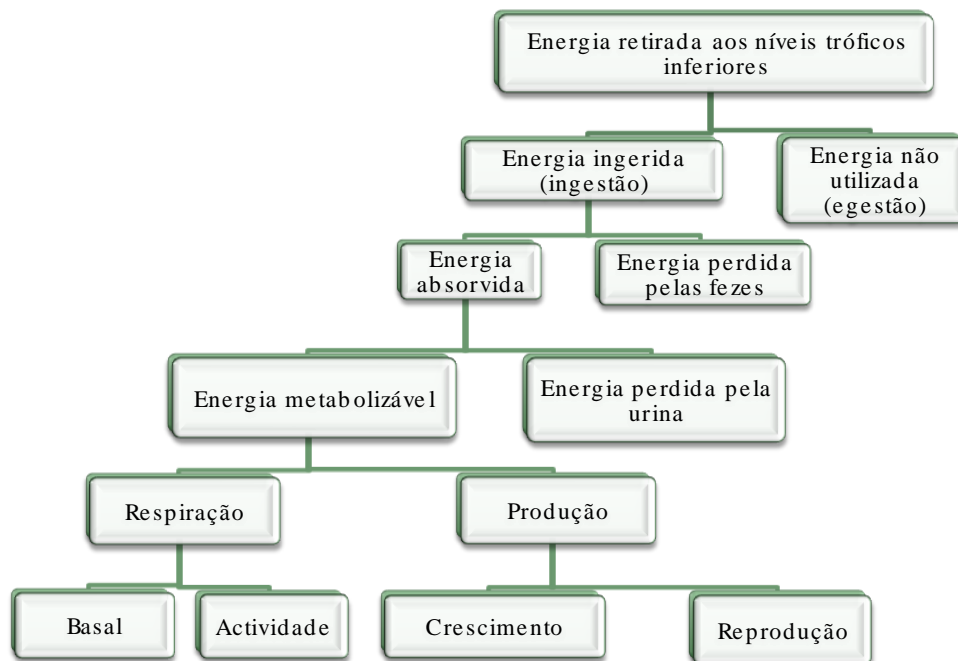 Energia retirada aos níveis tróficos
inferiores
Energia ingerida
(ingestão)
Energia não
utilizada
(egestão)
Energia
absorvida
Energia perdida
pelas fezes
Energia metabolizável
Energia perdida pela
urina
Respiração
Produção
Basal
Actividade
Crescimento
Reprodução